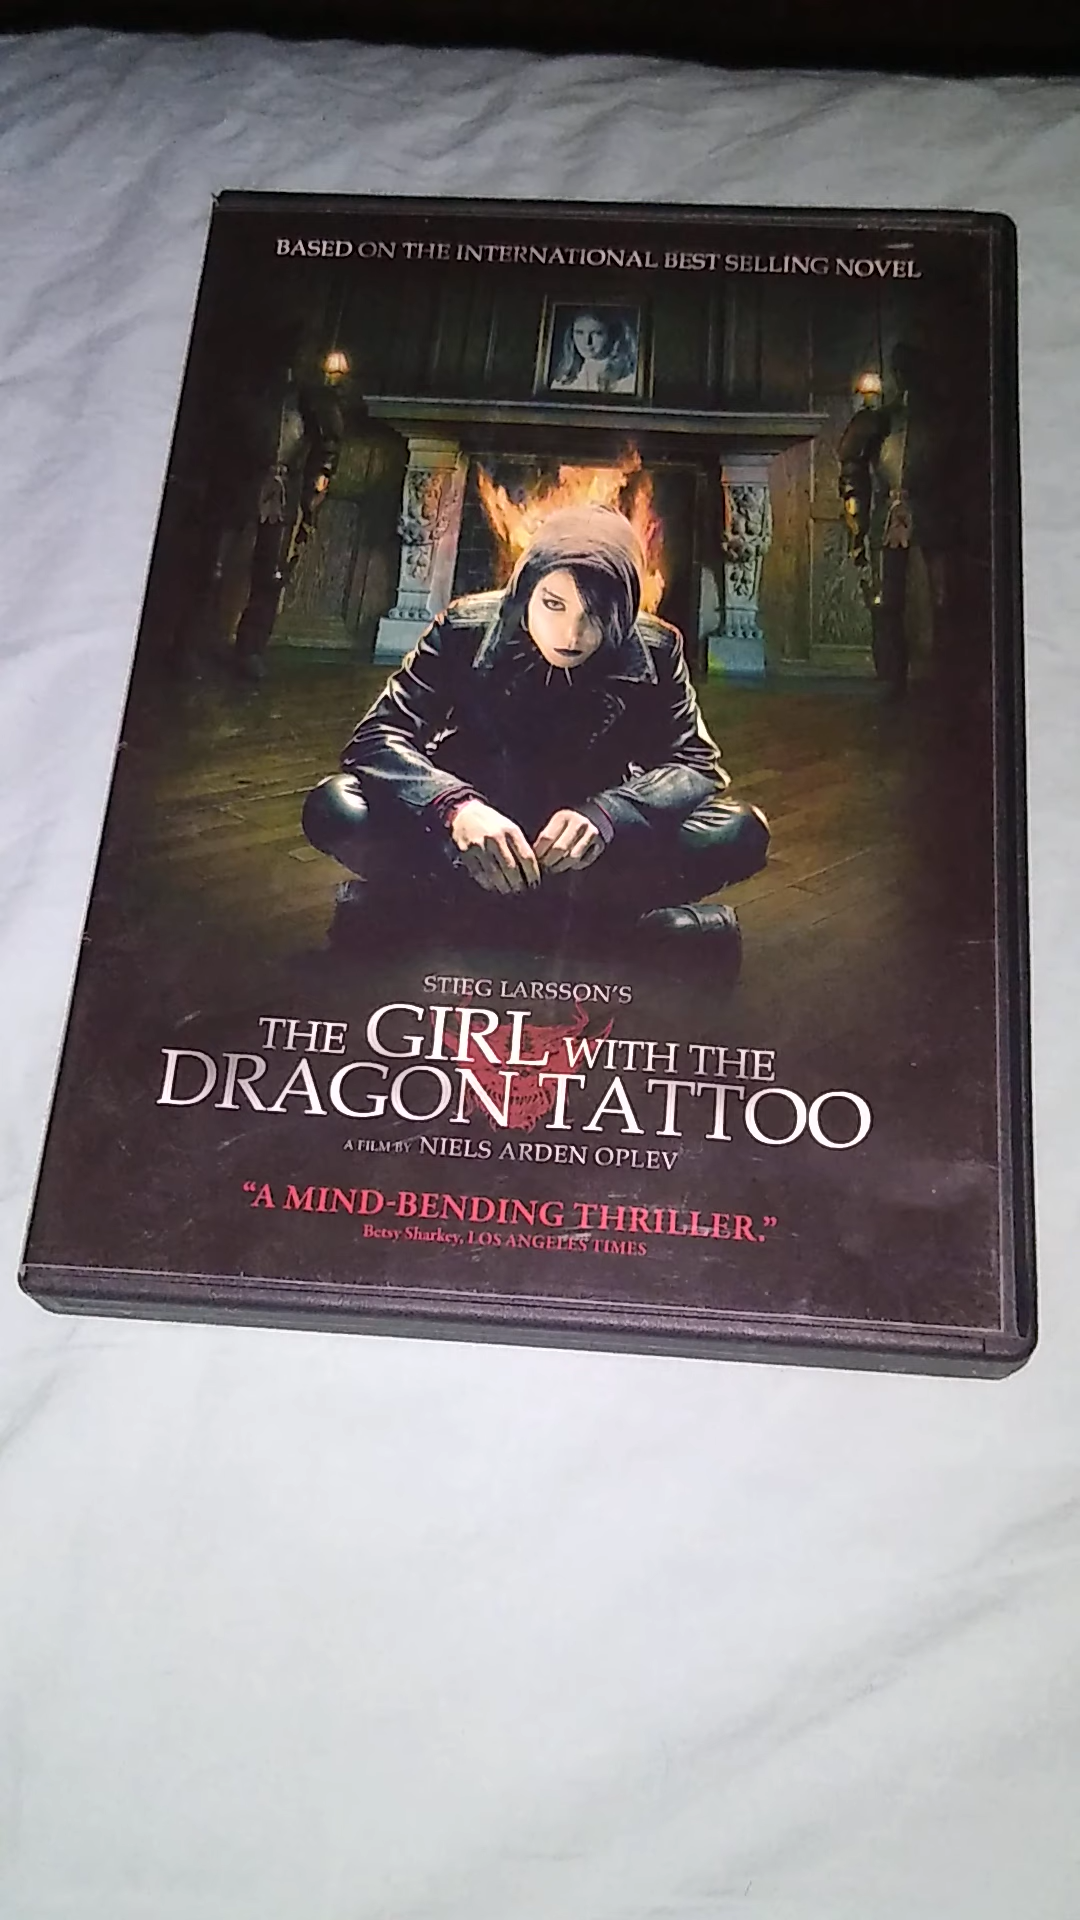 BASED ON THE INTERNATIONAL BEST SELLING NOVEL
STIEG LARSSON'S
THE GIRL WITH THE
DRAGON TATTOO
A FILM BY NIELS ARDEN OPLEV
“A MIND-BENDING THRILLER.”
Betsy Sharkey, LOS ANGELES TIMES